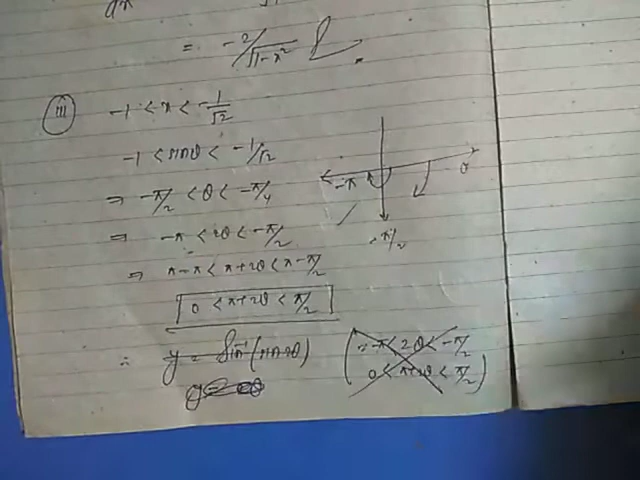 dx
= -2/√1-x²
(iii) -1 < x < -1/√2
-1 < sinθ < -1/√2
⇒ -π/2 < θ < -π/4
-π
0
-π/2
⇒ -π < 2θ < -π/2
⇒ π-π < π+2θ < π-π/2
0 < π+2θ < π/2
∴ y = Sin⁻¹(sin2θ)
(∵ -π < 2θ < -π/2
0 < π+2θ < π/2)